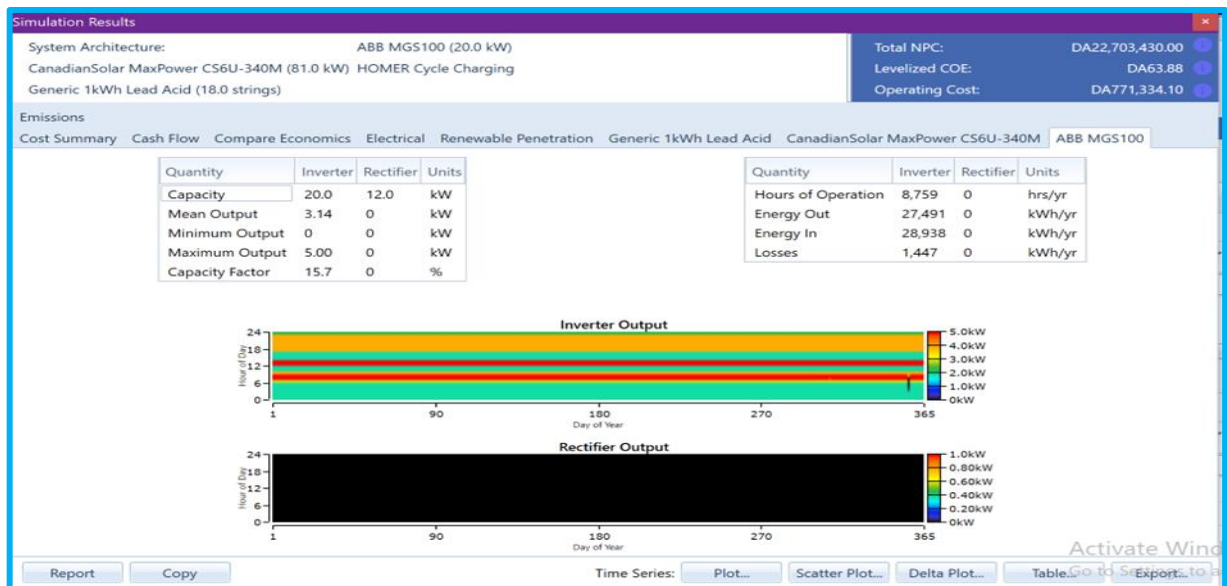 Simulation Results
System Architecture: ABB MGS100 (20.0 kW)
CanadianSolar MaxPower CS6U-340M (81.0 kW) HOMER Cycle Charging
Generic 1kWh Lead Acid (18.0 strings)
Total NPC: DA22,703,430.00
Levelized COE: DA63.88
Operating Cost: DA771,334.10
Emissions
Cost Summary Cash Flow Compare Economics Electrical Renewable Penetration Generic 1kWh Lead Acid CanadianSolar MaxPower CS6U-340M ABB MGS100
Quantity Inverter Rectifier Units
Capacity 20.0 12.0 kW
Mean Output 3.14 0 kW
Minimum Output 0 0 kW
Maximum Output 5.00 0 kW
Capacity Factor 15.7 0 %
Quantity Inverter Rectifier Units
Hours of Operation 8,759 0 hrs/yr
Energy Out 27,491 0 kWh/yr
Energy In 28,938 0 kWh/yr
Losses 1,447 0 kWh/yr
Inverter Output
Hour of Day
24
18
12
6
0
1 90 180 270 365
Day of Year
5.0kW
4.0kW
3.0kW
2.0kW
1.0kW
0kW
Rectifier Output
Hour of Day
24
18
12
6
0
1 90 180 270 365
Day of Year
1.0kW
0.80kW
0.60kW
0.40kW
0.20kW
0kW
Activate Wind
Go to Settings to a
Report Copy Time Series: Plot... Scatter Plot... Delta Plot... Table... Export...